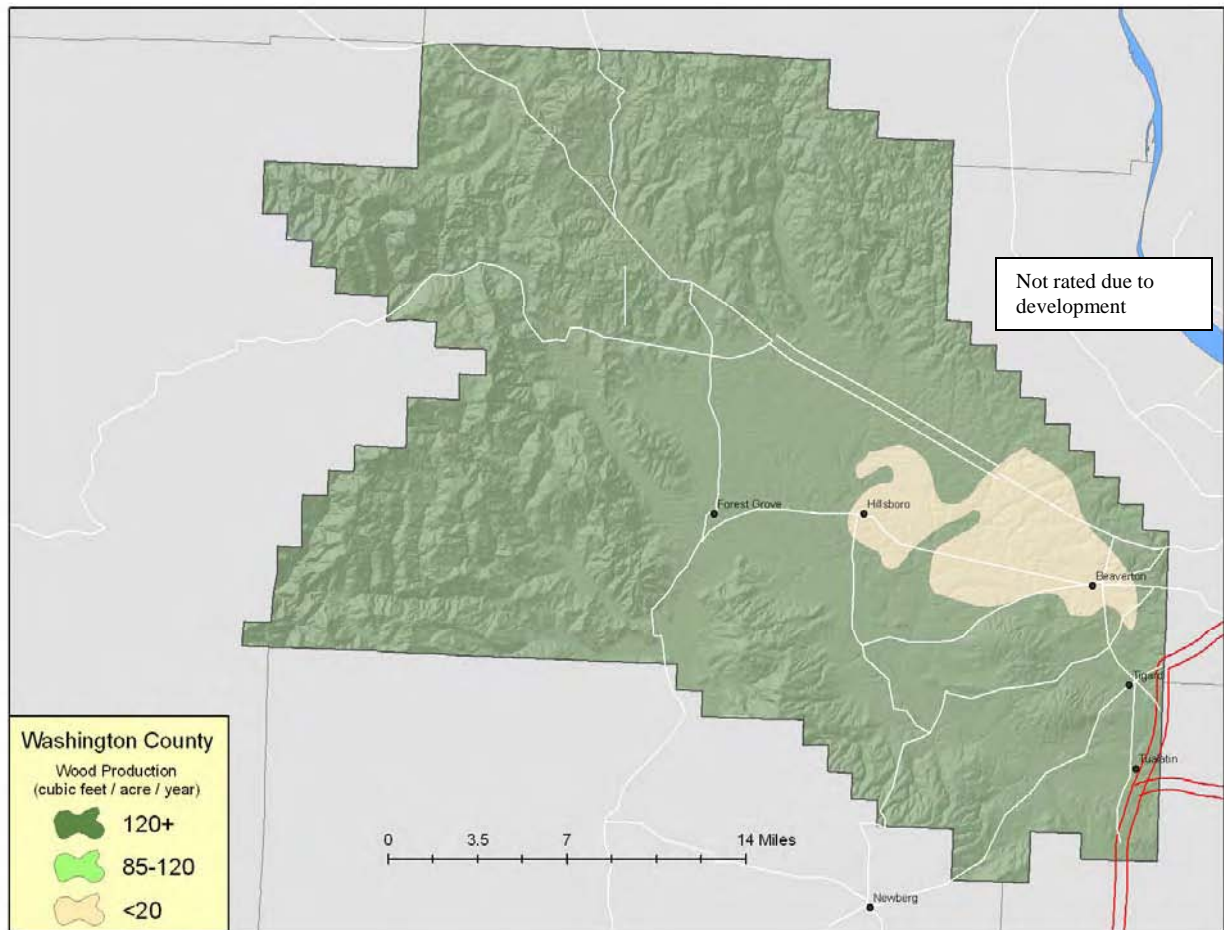 Not rated due to
development
Forest Grove
Hillsboro
Beaverton
Tigard
Tualatin
Newberg
Washington County
Wood Production
(cubic feet / acre / year)
120+
85-120
<20
0 3.5 7 14 Miles